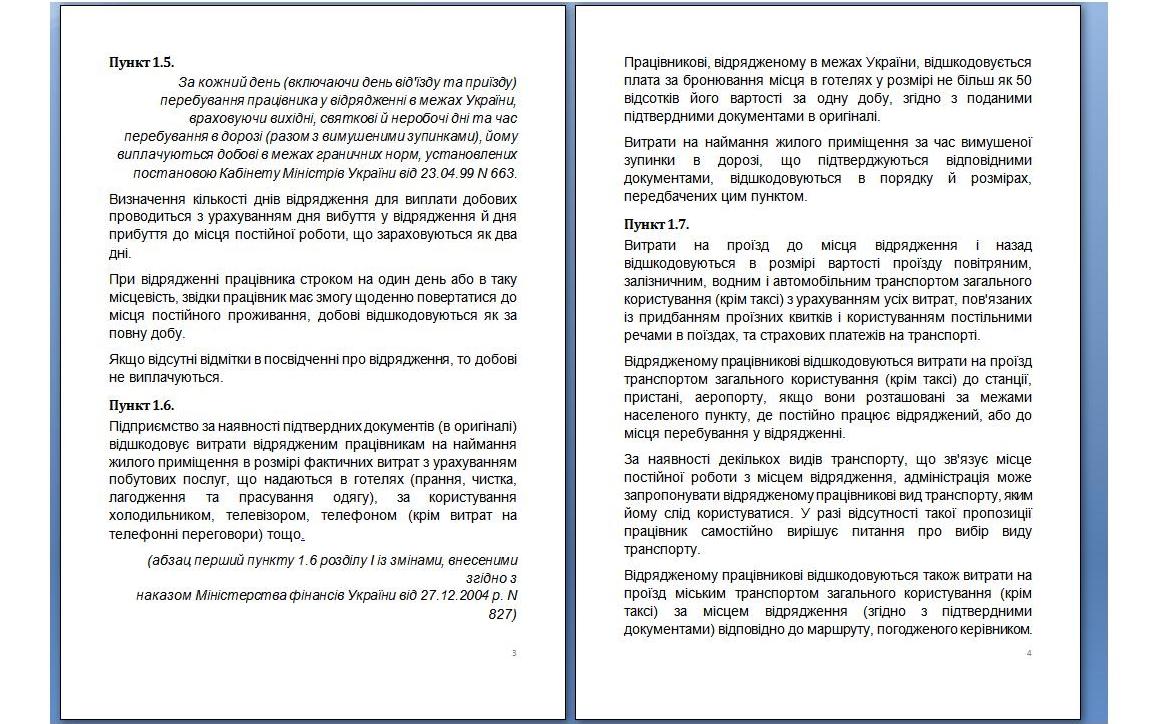 Пункт 1.5.
За кожний день (включаючи день від'їзду та приїзду)
перебування працівника у відрядженні в межах України,
враховуючи вихідні, святкові й неробочі дні та час
перебування в дорозі (разом з вимушеними зупинками), йому
виплачуються добові в межах граничних норм, установлених
постановою Кабінету Міністрів України від 23.04.99 N 663.
Визначення кількості днів відрядження для виплати добових
проводиться з урахуванням дня вибуття у відрядження й дня
прибуття до місця постійної роботи, що зараховуються як два
дні.
При відрядженні працівника строком на один день або в таку
місцевість, звідки працівник має змогу щоденно повертатися до
місця постійного проживання, добові відшкодовуються як за
повну добу.
Якщо відсутні відмітки в посвідченні про відрядження, то добові
не виплачуються.
Пункт 1.6.
Підприємство за наявності підтвердних документів (в оригіналі)
відшкодовує витрати відрядженим працівникам на наймання
жилого приміщення в розмірі фактичних витрат з урахуванням
побутових послуг, що надаються в готелях (прання, чистка,
лагодження та прасування одягу), за користування
холодильником, телевізором, телефоном (крім витрат на
телефонні переговори) тощо.
(абзац перший пункту 1.6 розділу І із змінами, внесеними
згідно з
наказом Міністерства фінансів України від 27.12.2004 р. N
827)
3
Працівникові, відрядженому в межах України, відшкодовується
плата за бронювання місця в готелях у розмірі не більш як 50
відсотків його вартості за одну добу, згідно з поданими
підтвердними документами в оригіналі.
Витрати на наймання жилого приміщення за час вимушеної
зупинки в дорозі, що підтверджуються відповідними
документами, відшкодовуються в порядку й розмірах,
передбачених цим пунктом.
Пункт 1.7.
Витрати на проїзд до місця відрядження і назад
відшкодовуються в розмірі вартості проїзду повітряним,
залізничним, водним і автомобільним транспортом загального
користування (крім таксі) з урахуванням усіх витрат, пов'язаних
із придбанням проїзних квитків і користуванням постільними
речами в поїздах, та страхових платежів на транспорті.
Відрядженому працівникові відшкодовуються витрати на проїзд
транспортом загального користування (крім таксі) до станції,
пристані, аеропорту, якщо вони розташовані за межами
населеного пункту, де постійно працює відряджений, або до
місця перебування у відрядженні.
За наявності декількох видів транспорту, що зв'язує місце
постійної роботи з місцем відрядження, адміністрація може
запропонувати відрядженому працівникові вид транспорту, яким
йому слід користуватися. У разі відсутності такої пропозиції
працівник самостійно вирішує питання про вибір виду
транспорту.
Відрядженому працівникові відшкодовуються також витрати на
проїзд міським транспортом загального користування (крім
таксі) за місцем відрядження (згідно з підтвердними
документами) відповідно до маршруту, погодженого керівником.
4